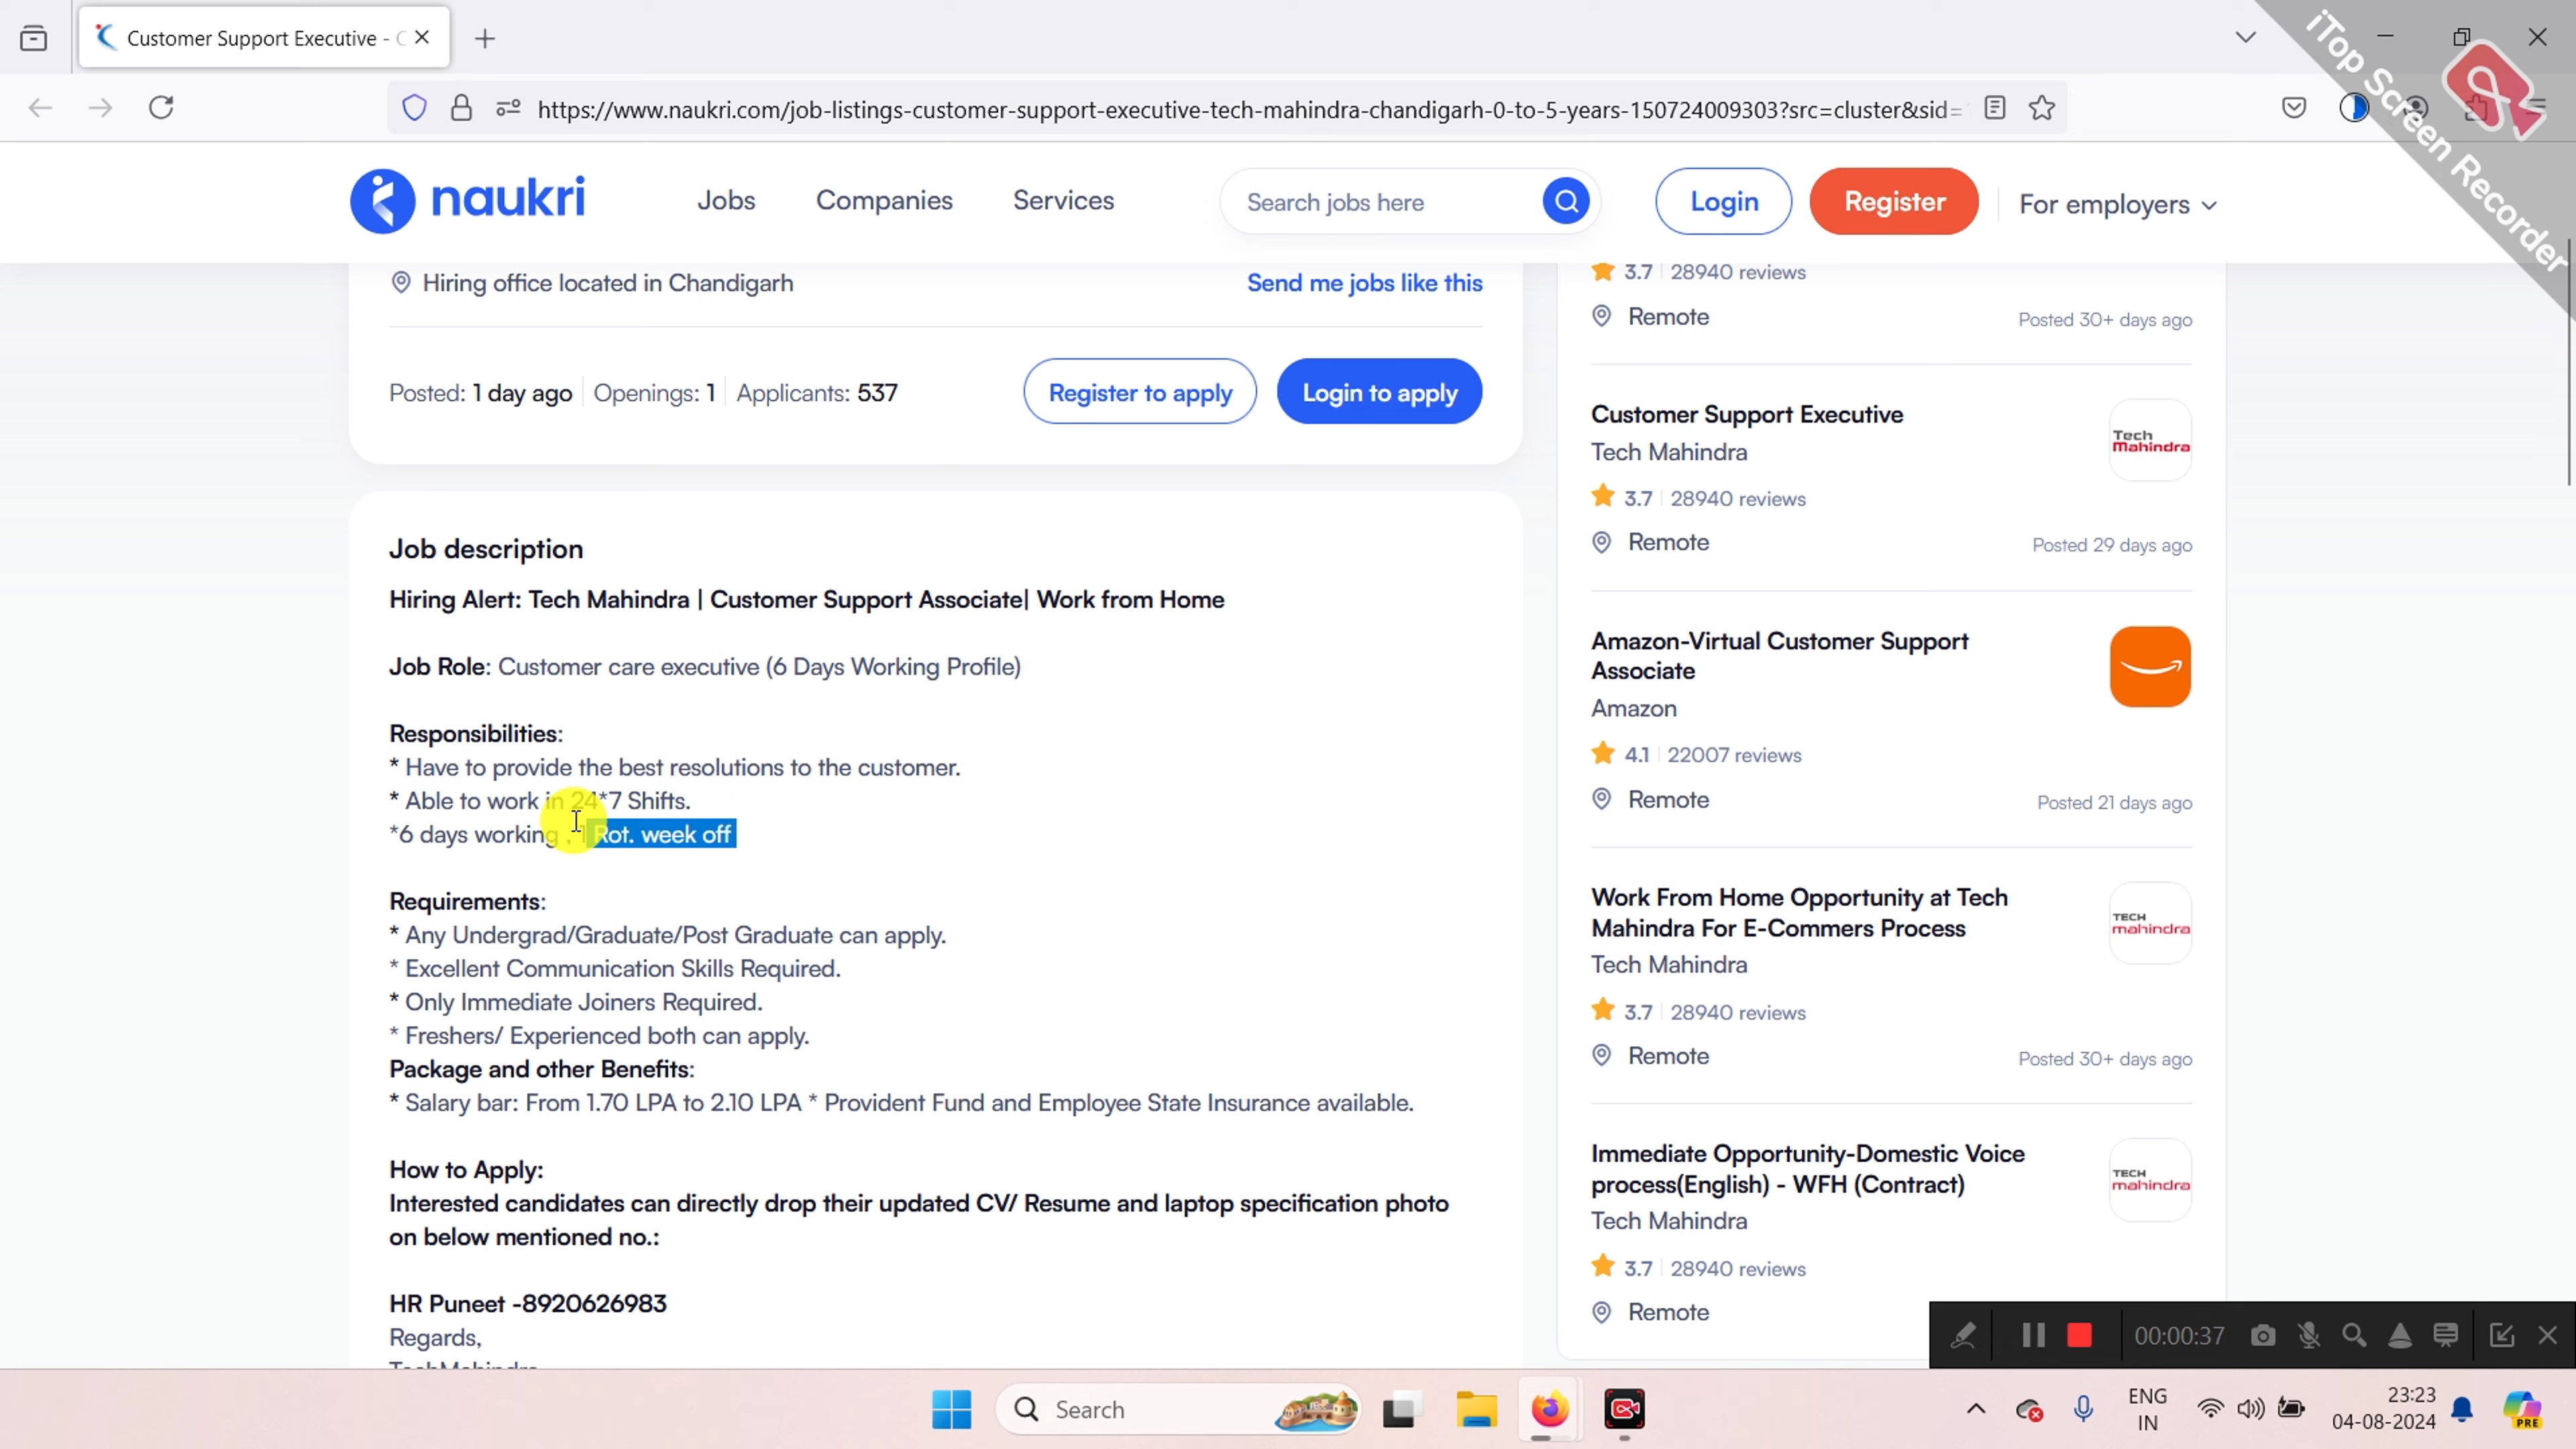 Customer Support Executive - C
https://www.naukri.com/job-listings-customer-support-executive-tech-mahindra-chandigarh-0-to-5-years-150724009303?src=cluster&sid=
iTop Screen Recorder
naukri
Jobs
Companies
Services
Search jobs here
Login
Register
For employers
Hiring office located in Chandigarh
Send me jobs like this
Posted: 1 day ago
Openings: 1
Applicants: 537
Register to apply
Login to apply
Job description
Hiring Alert: Tech Mahindra | Customer Support Associate| Work from Home
Job Role: Customer care executive (6 Days Working Profile)
Responsibilities:
* Have to provide the best resolutions to the customer.
* Able to work in 24*7 Shifts.
*6 days working , 1 Rot. week off
Requirements:
* Any Undergrad/Graduate/Post Graduate can apply.
* Excellent Communication Skills Required.
* Only Immediate Joiners Required.
* Freshers/ Experienced both can apply.
Package and other Benefits:
* Salary bar: From 1.70 LPA to 2.10 LPA * Provident Fund and Employee State Insurance available.
How to Apply:
Interested candidates can directly drop their updated CV/ Resume and laptop specification photo
on below mentioned no.:
HR Puneet -8920626983
Regards,
TechMahindra
3.7 | 28940 reviews
Remote
Posted 30+ days ago
Customer Support Executive
Tech Mahindra
Tech
Mahindra
3.7 | 28940 reviews
Remote
Posted 29 days ago
Amazon-Virtual Customer Support
Associate
Amazon
4.1 | 22007 reviews
Remote
Posted 21 days ago
Work From Home Opportunity at Tech
Mahindra For E-Commers Process
Tech Mahindra
TECH
mahindra
3.7 | 28940 reviews
Remote
Posted 30+ days ago
Immediate Opportunity-Domestic Voice
process(English) - WFH (Contract)
Tech Mahindra
TECH
mahindra
3.7 | 28940 reviews
Remote
00:00:37
Search
ENG
IN
23:23
04-08-2024
PRE